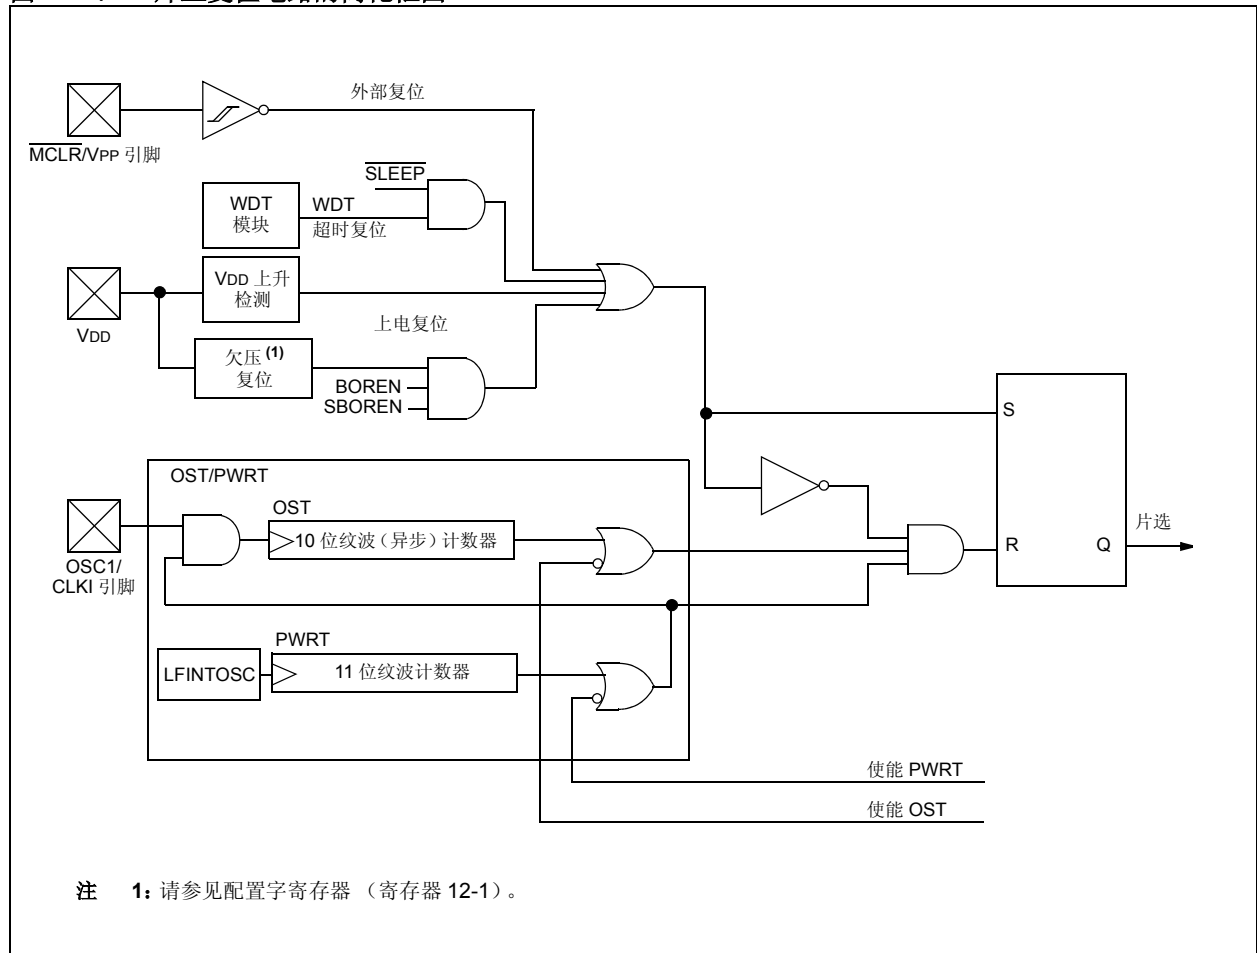 外部复位
MCLR/VPP 引脚
SLEEP
WDT
模块
WDT
超时复位
VDD 上升
检测
VDD
上电复位
欠压 (1)
复位
BOREN
SBOREN
S
OST/PWRT
OST
10 位纹波（异步）计数器
OSC1/
CLKI 引脚
片选
R
Q
PWRT
LFINTOSC
11 位纹波计数器
使能 PWRT
使能 OST
注 1: 请参见配置字寄存器 （寄存器 12-1）。